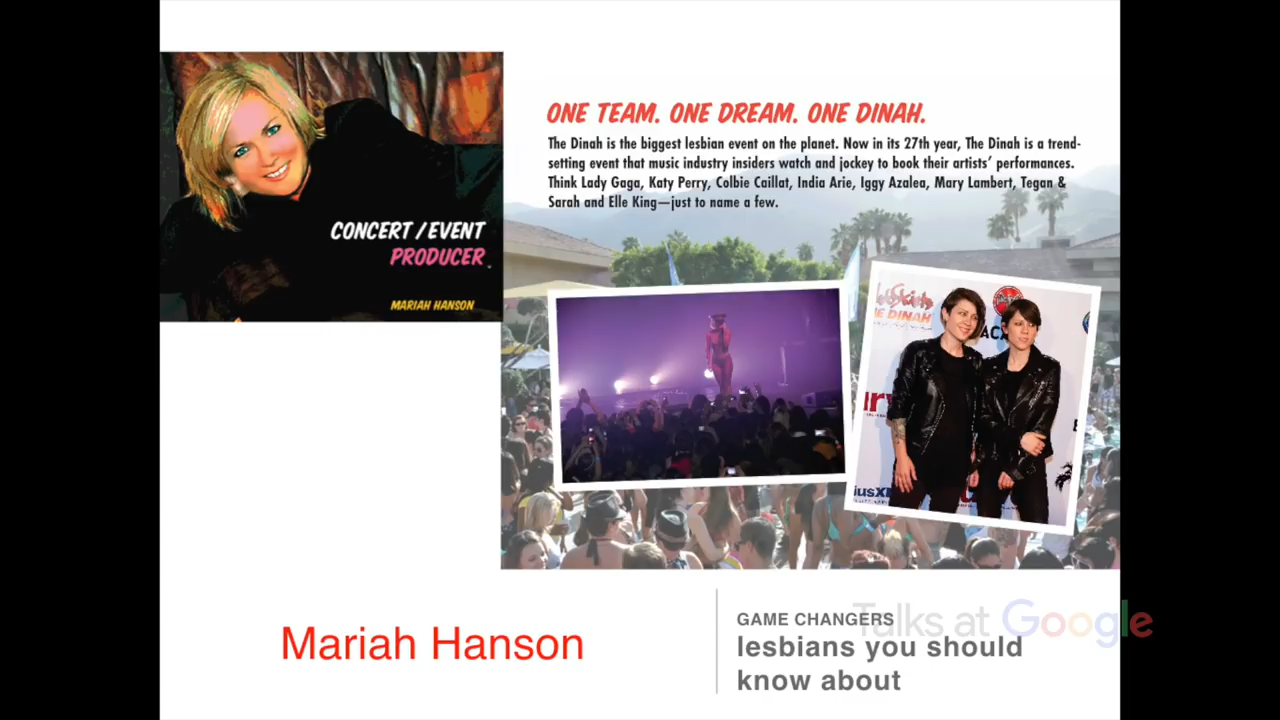 ONE TEAM. ONE DREAM. ONE DINAH.
The Dinah is the biggest lesbian event on the planet. Now in its 27th year, The Dinah is a trend-
setting event that music industry insiders watch and jockey to book their artists' performances.
Think Lady Gaga, Katy Perry, Colbie Caillat, India Arie, Iggy Azalea, Mary Lambert, Tegan &
Sarah and Elle King—just to name a few.
CONCERT / EVENT
PRODUCER
MARIAH HANSON
DINAH
Mariah Hanson
GAME CHANGERS
lesbians you should
know about
Talks at Google